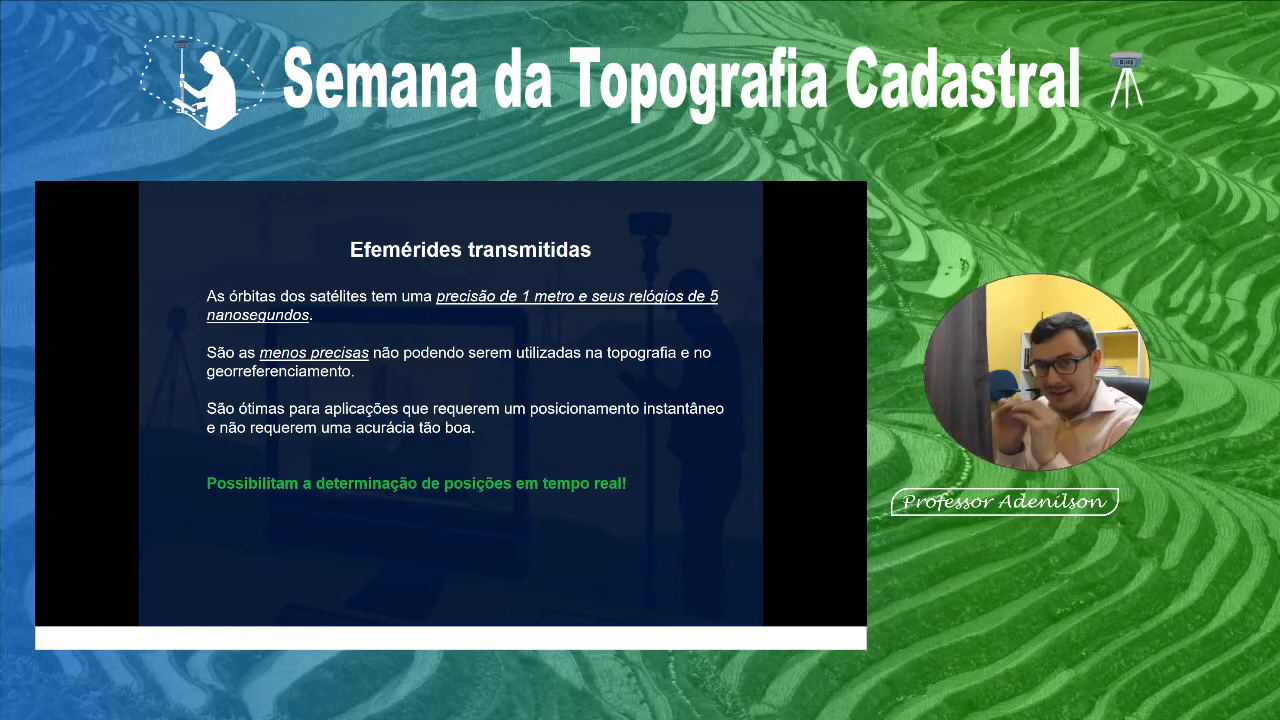 Semana da Topografia Cadastral
Efemérides transmitidas
As órbitas dos satélites tem uma precisão de 1 metro e seus relógios de 5
nanosegundos.
São as menos precisas não podendo serem utilizadas na topografia e no
georreferenciamento.
São ótimas para aplicações que requerem um posicionamento instantâneo
e não requerem uma acurácia tão boa.
Possibilitam a determinação de posições em tempo real!
Professor Adenilson